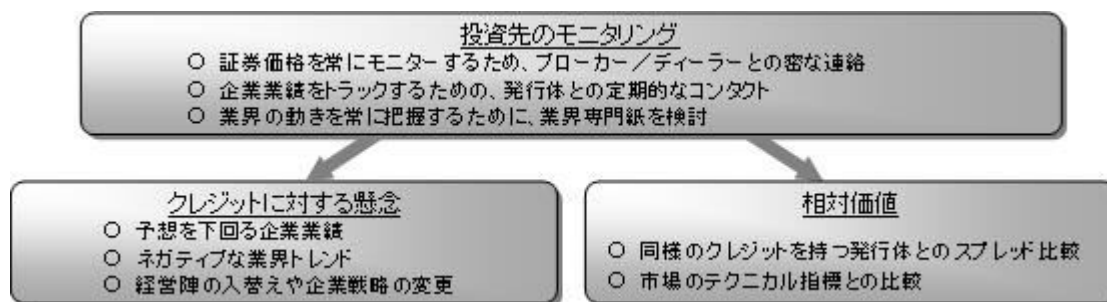 投資先のモニタリング
○ 証券価格を常にモニターするため、ブローカー／ディーラーとの密な連絡
○ 企業業績をトラックするための、発行体との定期的なコンタクト
○ 業界の動きを常に把握するために、業界専門紙を検討
クレジットに対する懸念
○ 予想を下回る企業業績
○ ネガティブな業界トレンド
○ 経営陣の入替えや企業戦略の変更
相対価値
○ 同様のクレジットを持つ発行体とのスプレッド比較
○ 市場のテクニカル指標との比較